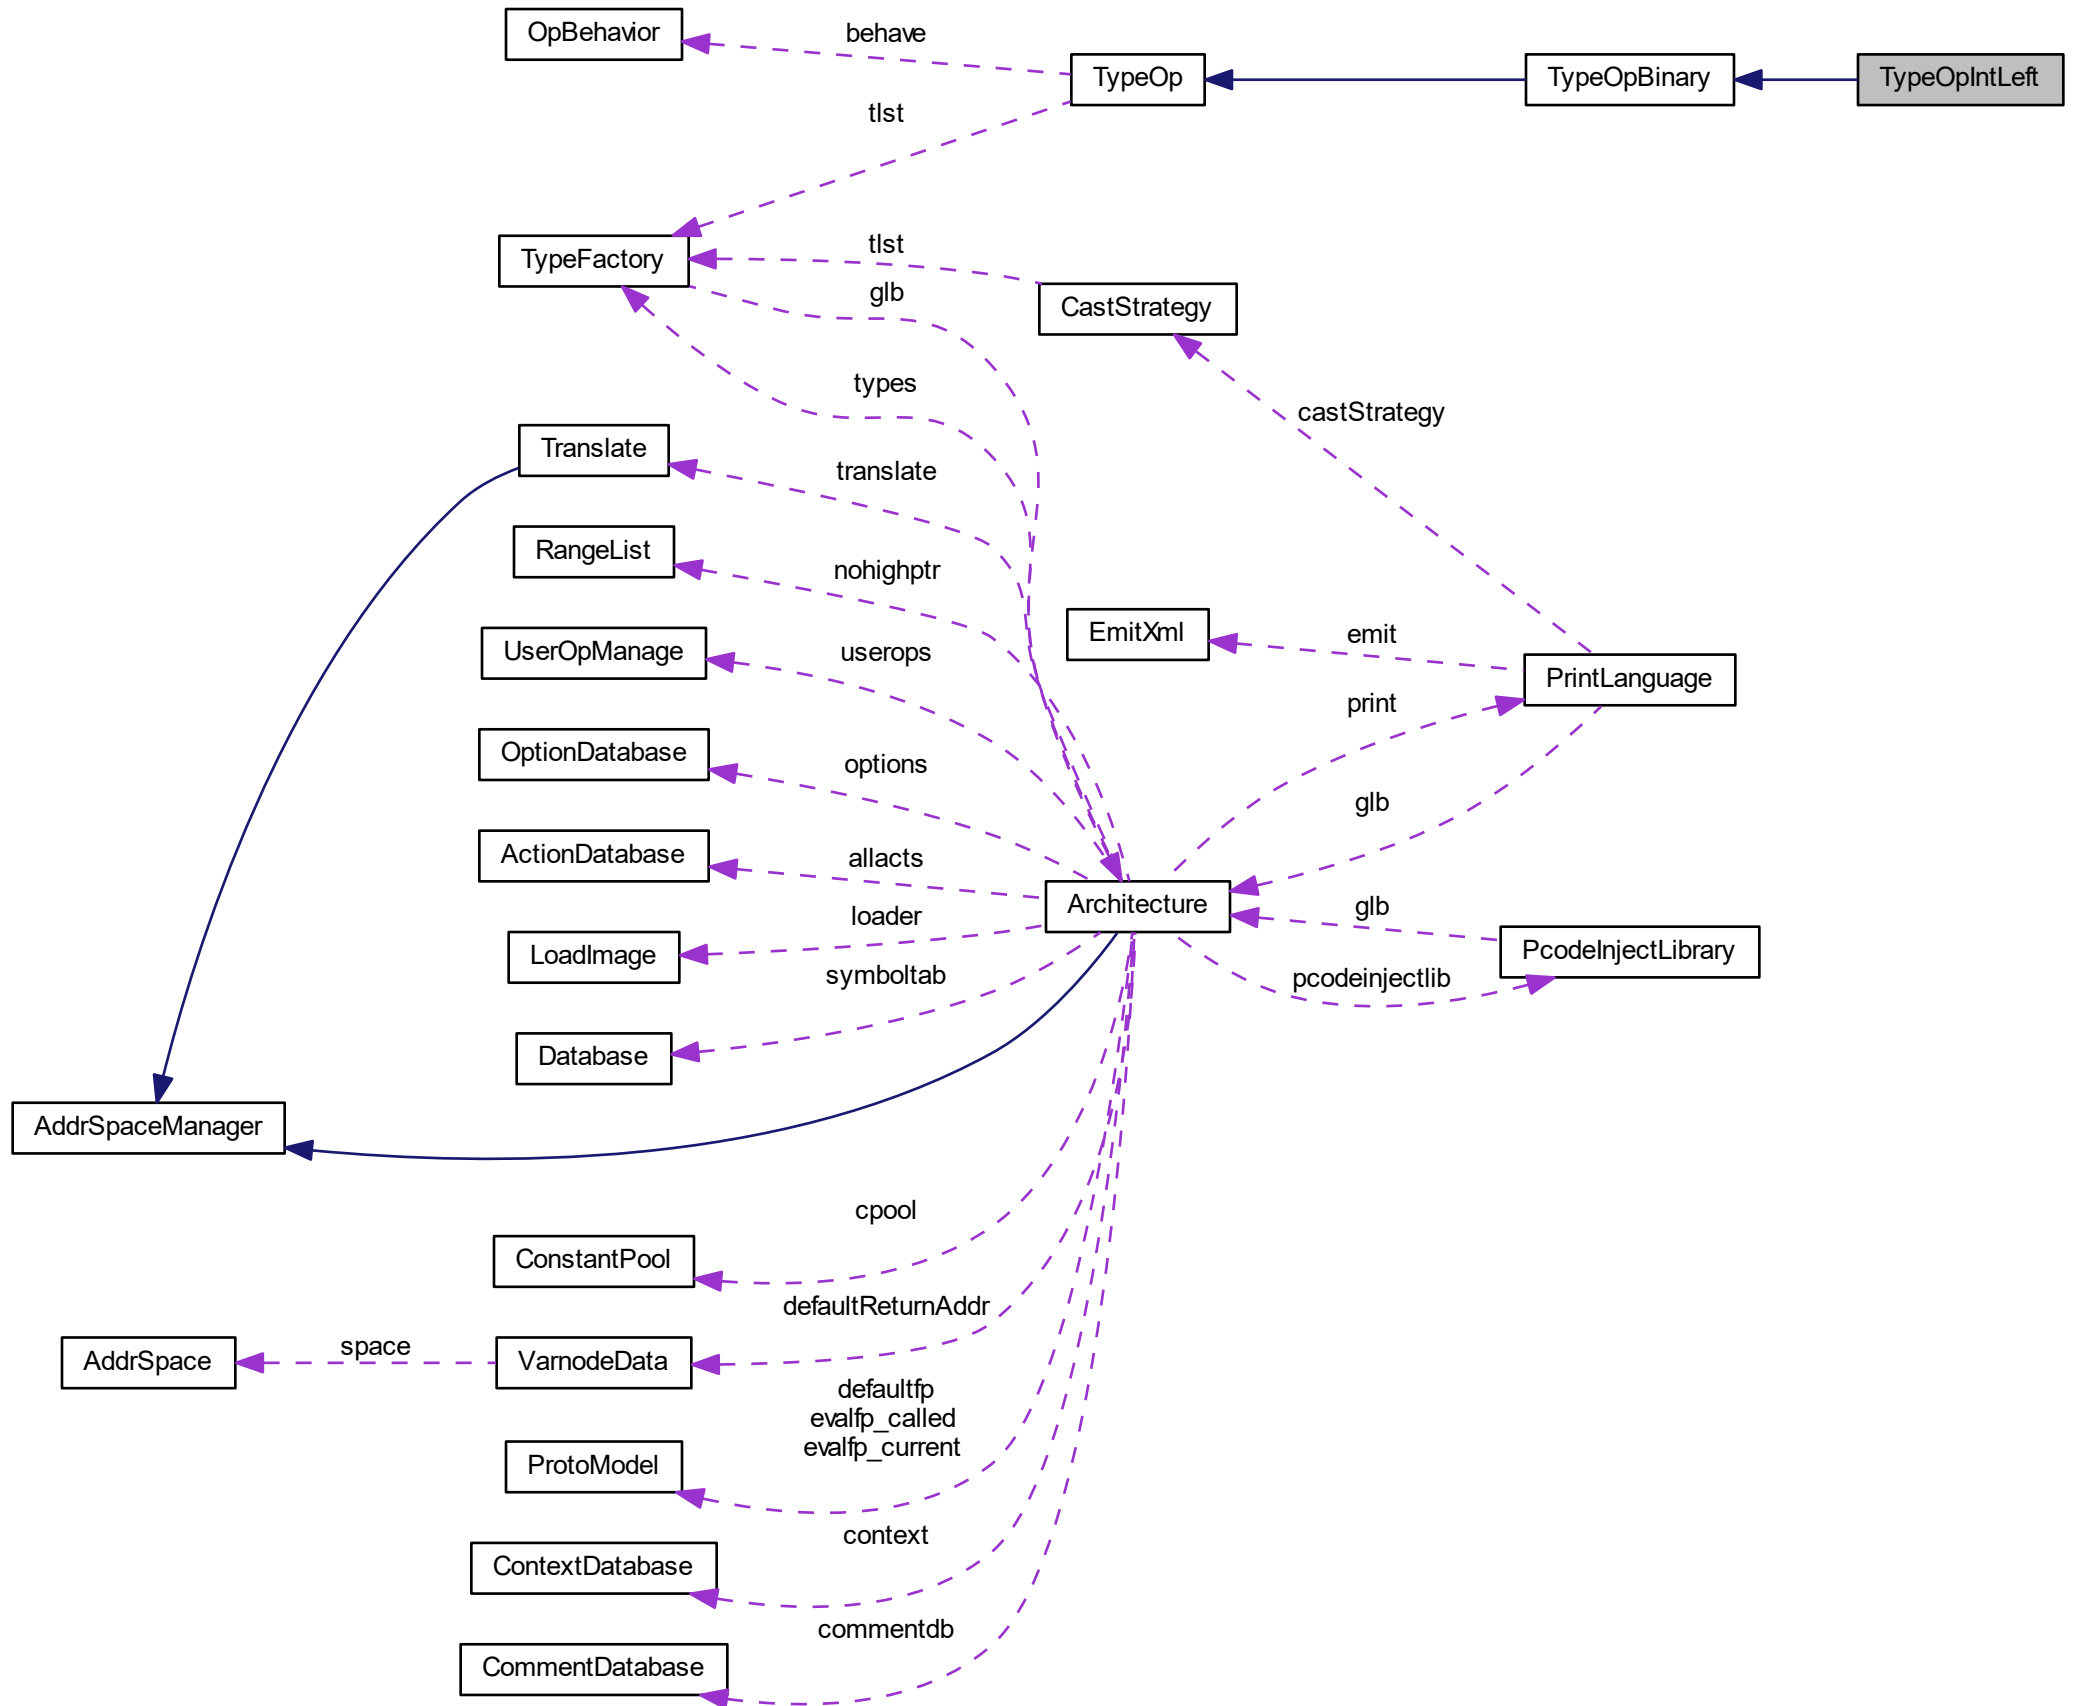 OpBehavior
behave
TypeOp
TypeOpBinary
TypeOpIntLeft
tlst
TypeFactory
tlst
glb
CastStrategy
types
castStrategy
Translate
translate
RangeList
nohighptr
UserOpManage
userops
EmitXml
emit
PrintLanguage
print
OptionDatabase
options
glb
ActionDatabase
allacts
Architecture
glb
LoadImage
loader
PcodeInjectLibrary
symboltab
pcodeinjectlib
Database
AddrSpaceManager
cpool
ConstantPool
defaultReturnAddr
AddrSpace
space
VarnodeData
defaultfp
evalfp_called
evalfp_current
ProtoModel
context
ContextDatabase
commentdb
CommentDatabase